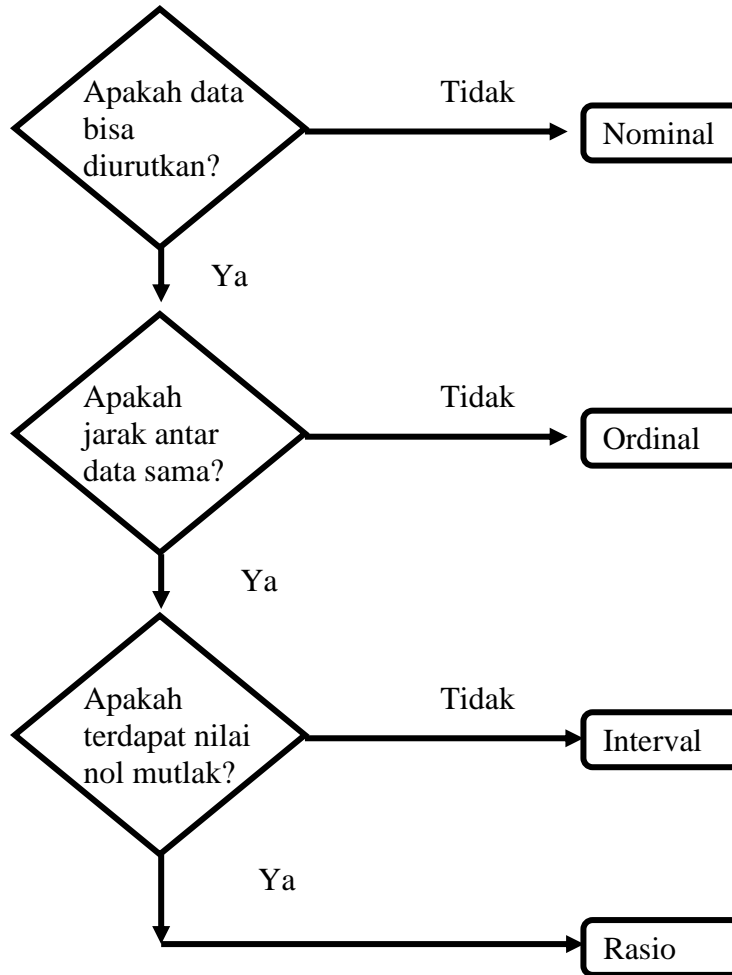 Apakah data
bisa
diurutkan?
Tidak
Nominal
Ya
Apakah
jarak antar
data sama?
Tidak
Ordinal
Ya
Apakah
terdapat nilai
nol mutlak?
Tidak
Interval
Ya
Rasio